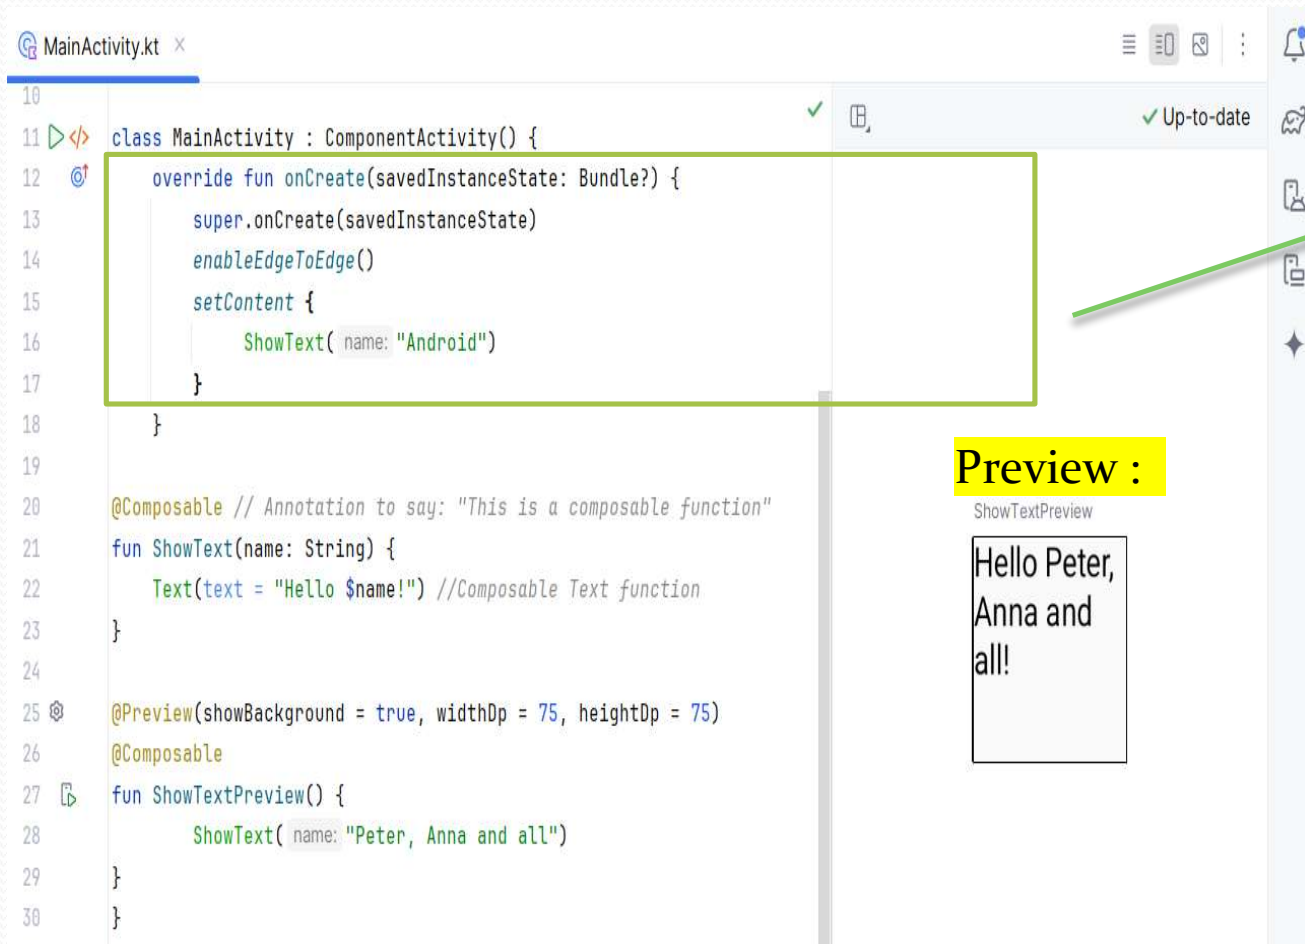 MainActivity.kt ×
Up-to-date
10
11 class MainActivity : ComponentActivity() {
12 override fun onCreate(savedInstanceState: Bundle?) {
13 super.onCreate(savedInstanceState)
14 enableEdgeToEdge()
15 setContent {
16 ShowText( name: "Android")
17 }
18 }
19
20 @Composable // Annotation to say: "This is a composable function"
21 fun ShowText(name: String) {
22 Text(text = "Hello $name!") //Composable Text function
23 }
24
25 @Preview(showBackground = true, widthDp = 75, heightDp = 75)
26 @Composable
27 fun ShowTextPreview() {
28 ShowText( name: "Peter, Anna and all")
29 }
30 }
Preview :
ShowTextPreview
Hello Peter,
Anna and
all!